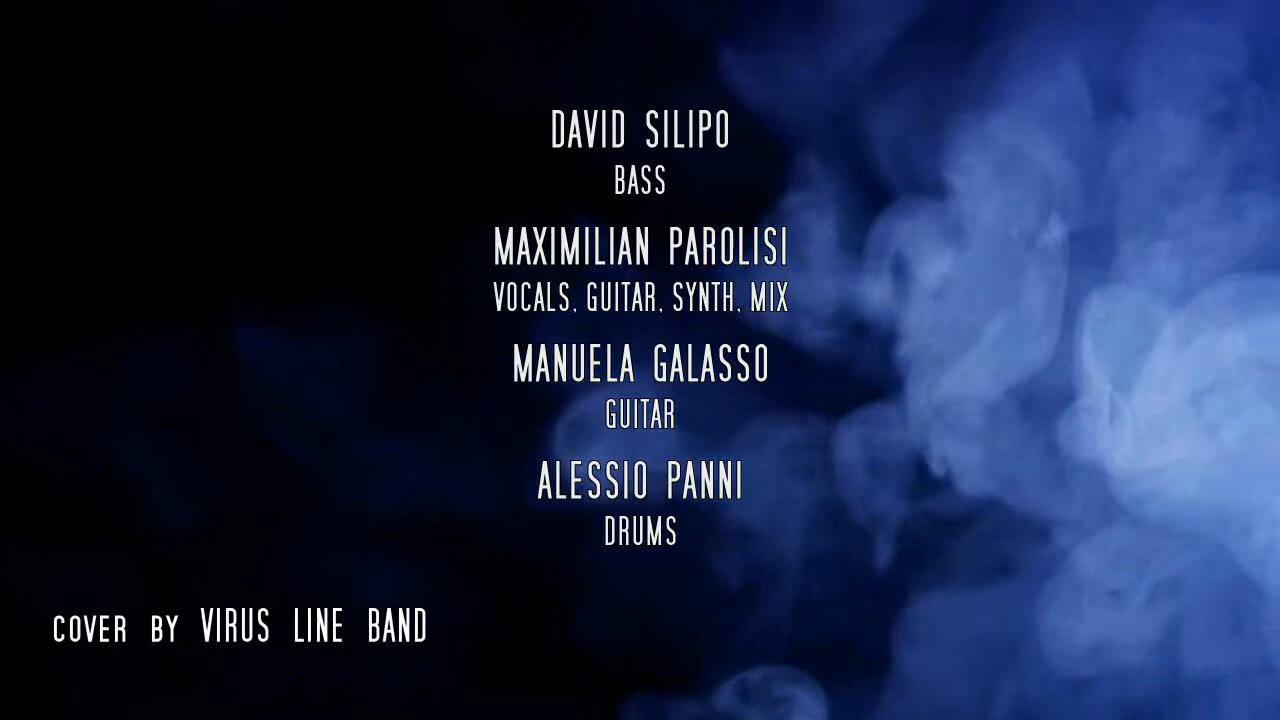 DAVID SILIPO
BASS
MAXIMILIAN PAROLISI
VOCALS, GUITAR, SYNTH, MIX
MANUELA GALASSO
GUITAR
ALESSIO PANNI
DRUMS
COVER BY VIRUS LINE BAND